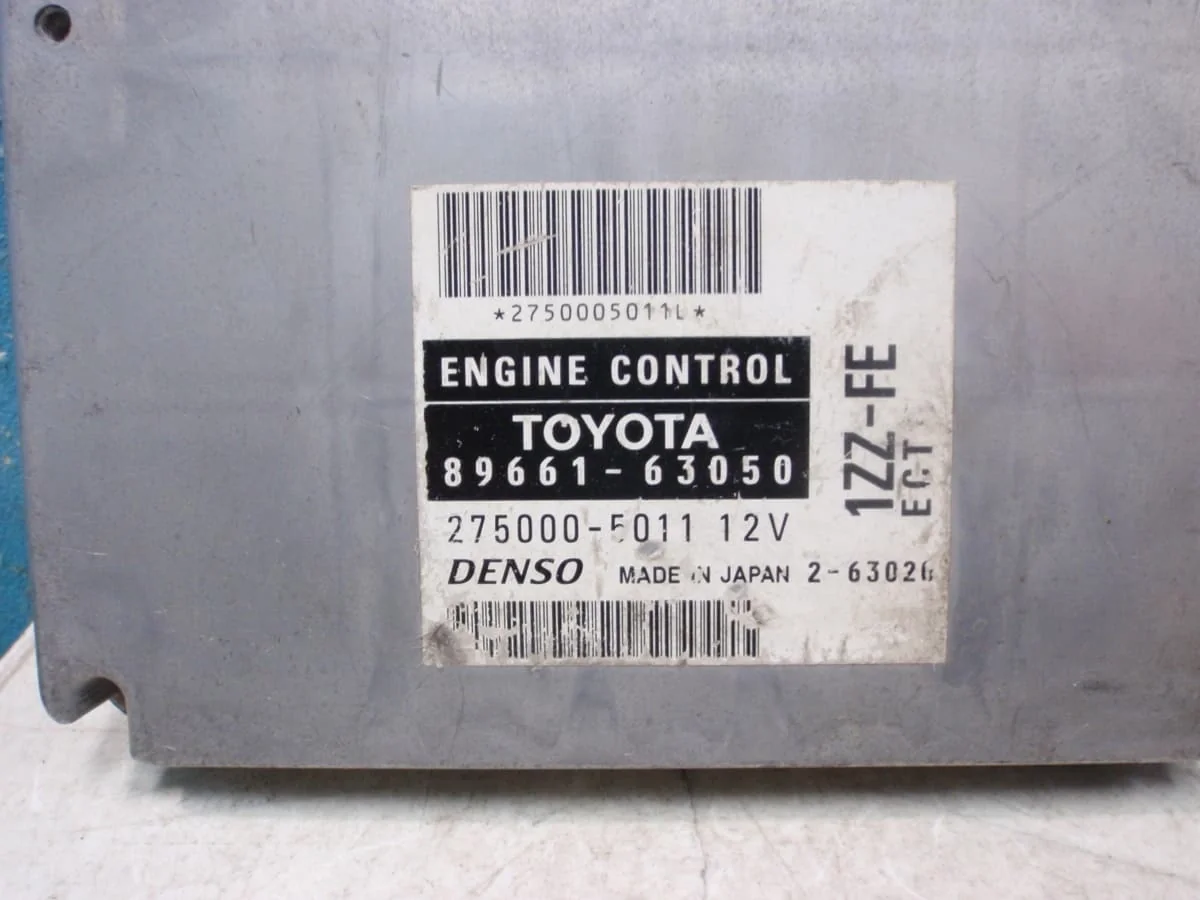 *2750005011L*
ENGINE CONTROL
TOYOTA
89661-63050
275000-5011 12V
DENSO MADE IN JAPAN 2-63026
1ZZ-FE
ECT